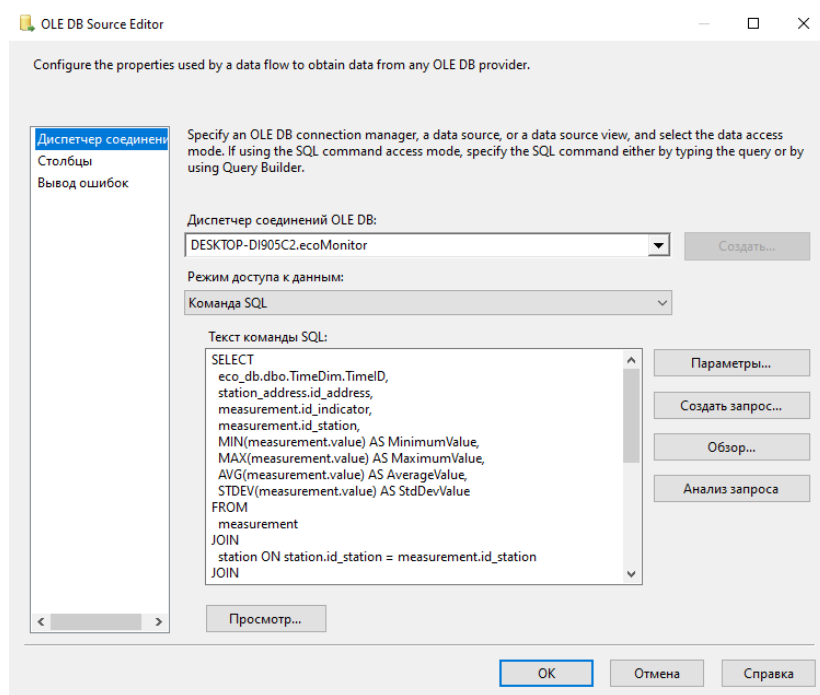 OLE DB Source Editor
Configure the properties used by a data flow to obtain data from any OLE DB provider.
Диспетчер соединени
Столбцы
Вывод ошибок
Specify an OLE DB connection manager, a data source, or a data source view, and select the data access
mode. If using the SQL command access mode, specify the SQL command either by typing the query or by
using Query Builder.
Диспетчер соединений OLE DB:
DESKTOP-DI905C2.ecoMonitor
Создать...
Режим доступа к данным:
Команда SQL
Текст команды SQL:
SELECT
eco_db.dbo.TimeDim.TimeID,
station_address.id_address,
measurement.id_indicator,
measurement.id_station,
MIN(measurement.value) AS MinimumValue,
MAX(measurement.value) AS MaximumValue,
AVG(measurement.value) AS AverageValue,
STDEV(measurement.value) AS StdDevValue
FROM
measurement
JOIN
station ON station.id_station = measurement.id_station
JOIN
Параметры...
Создать запрос...
Обзор...
Анализ запроса
Просмотр...
OK
Отмена
Справка